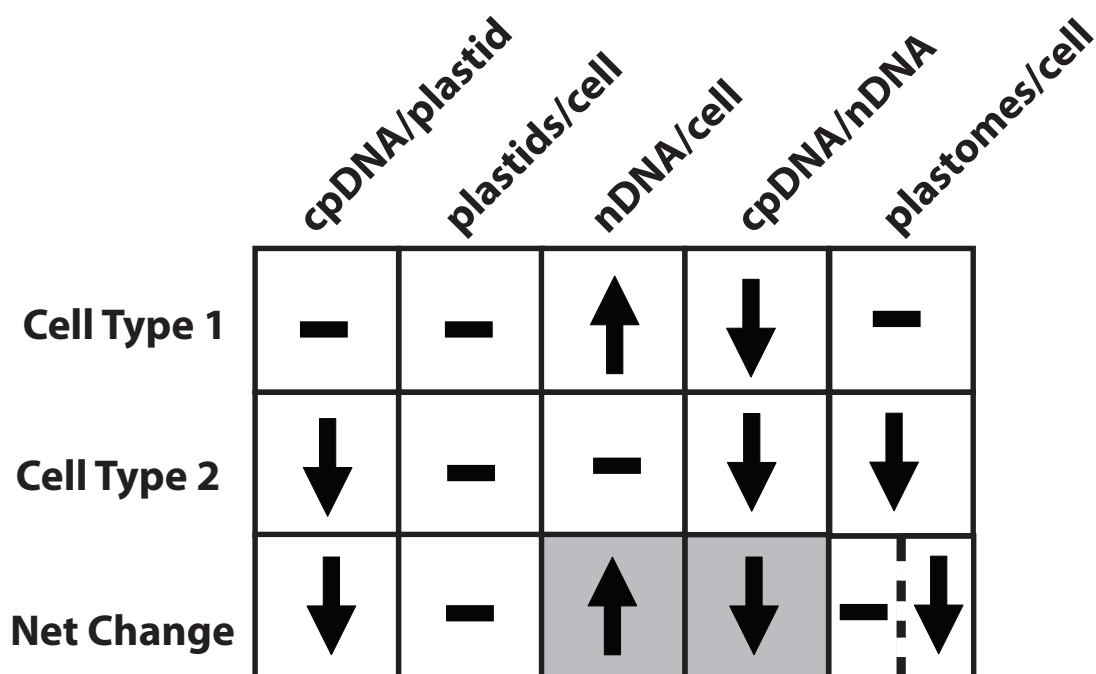 cpDNA/plastid
plastids/cell
nDNA/cell
cpDNA/nDNA
plastomes/cell
Cell Type 1
Cell Type 2
Net Change